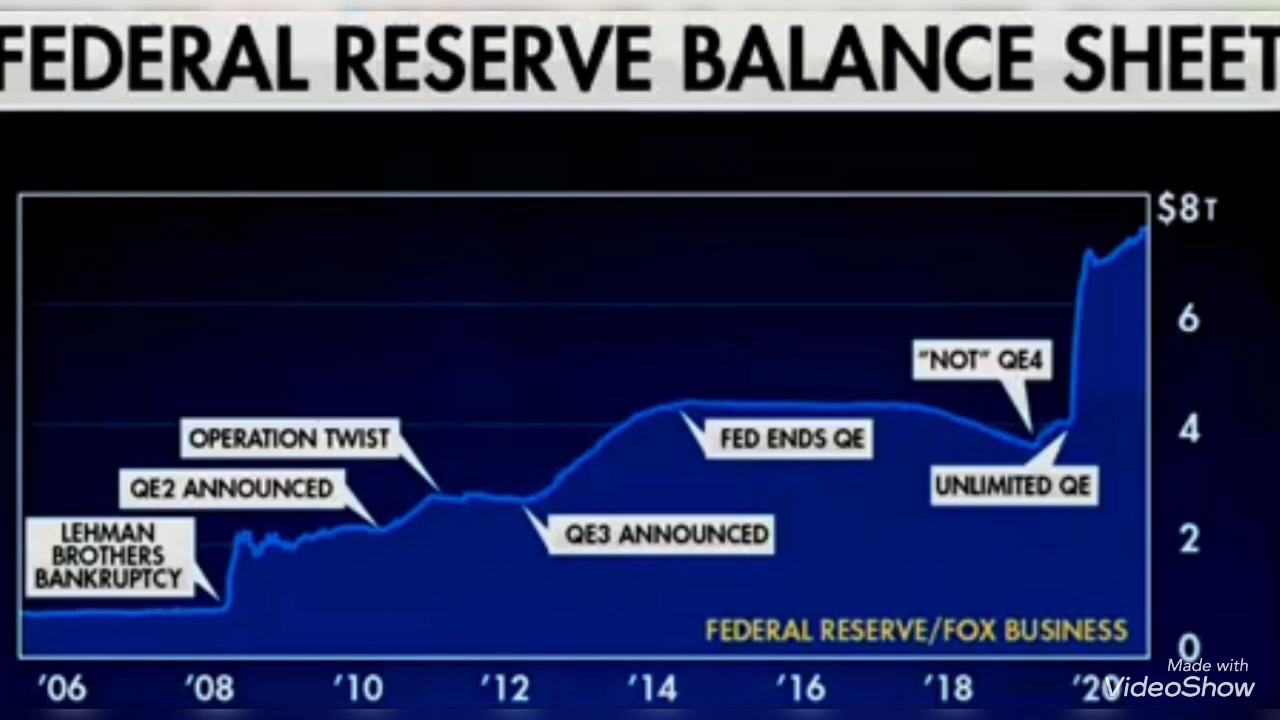 FEDERAL RESERVE BALANCE SHEET
$8T
6
4
2
0
"NOT" QE4
OPERATION TWIST
FED ENDS QE
QE2 ANNOUNCED
UNLIMITED QE
LEHMAN
BROTHERS
BANKRUPTCY
QE3 ANNOUNCED
FEDERAL RESERVE/FOX BUSINESS
'06 '08 '10 '12 '14 '16 '18 '20
Made with
VideoShow